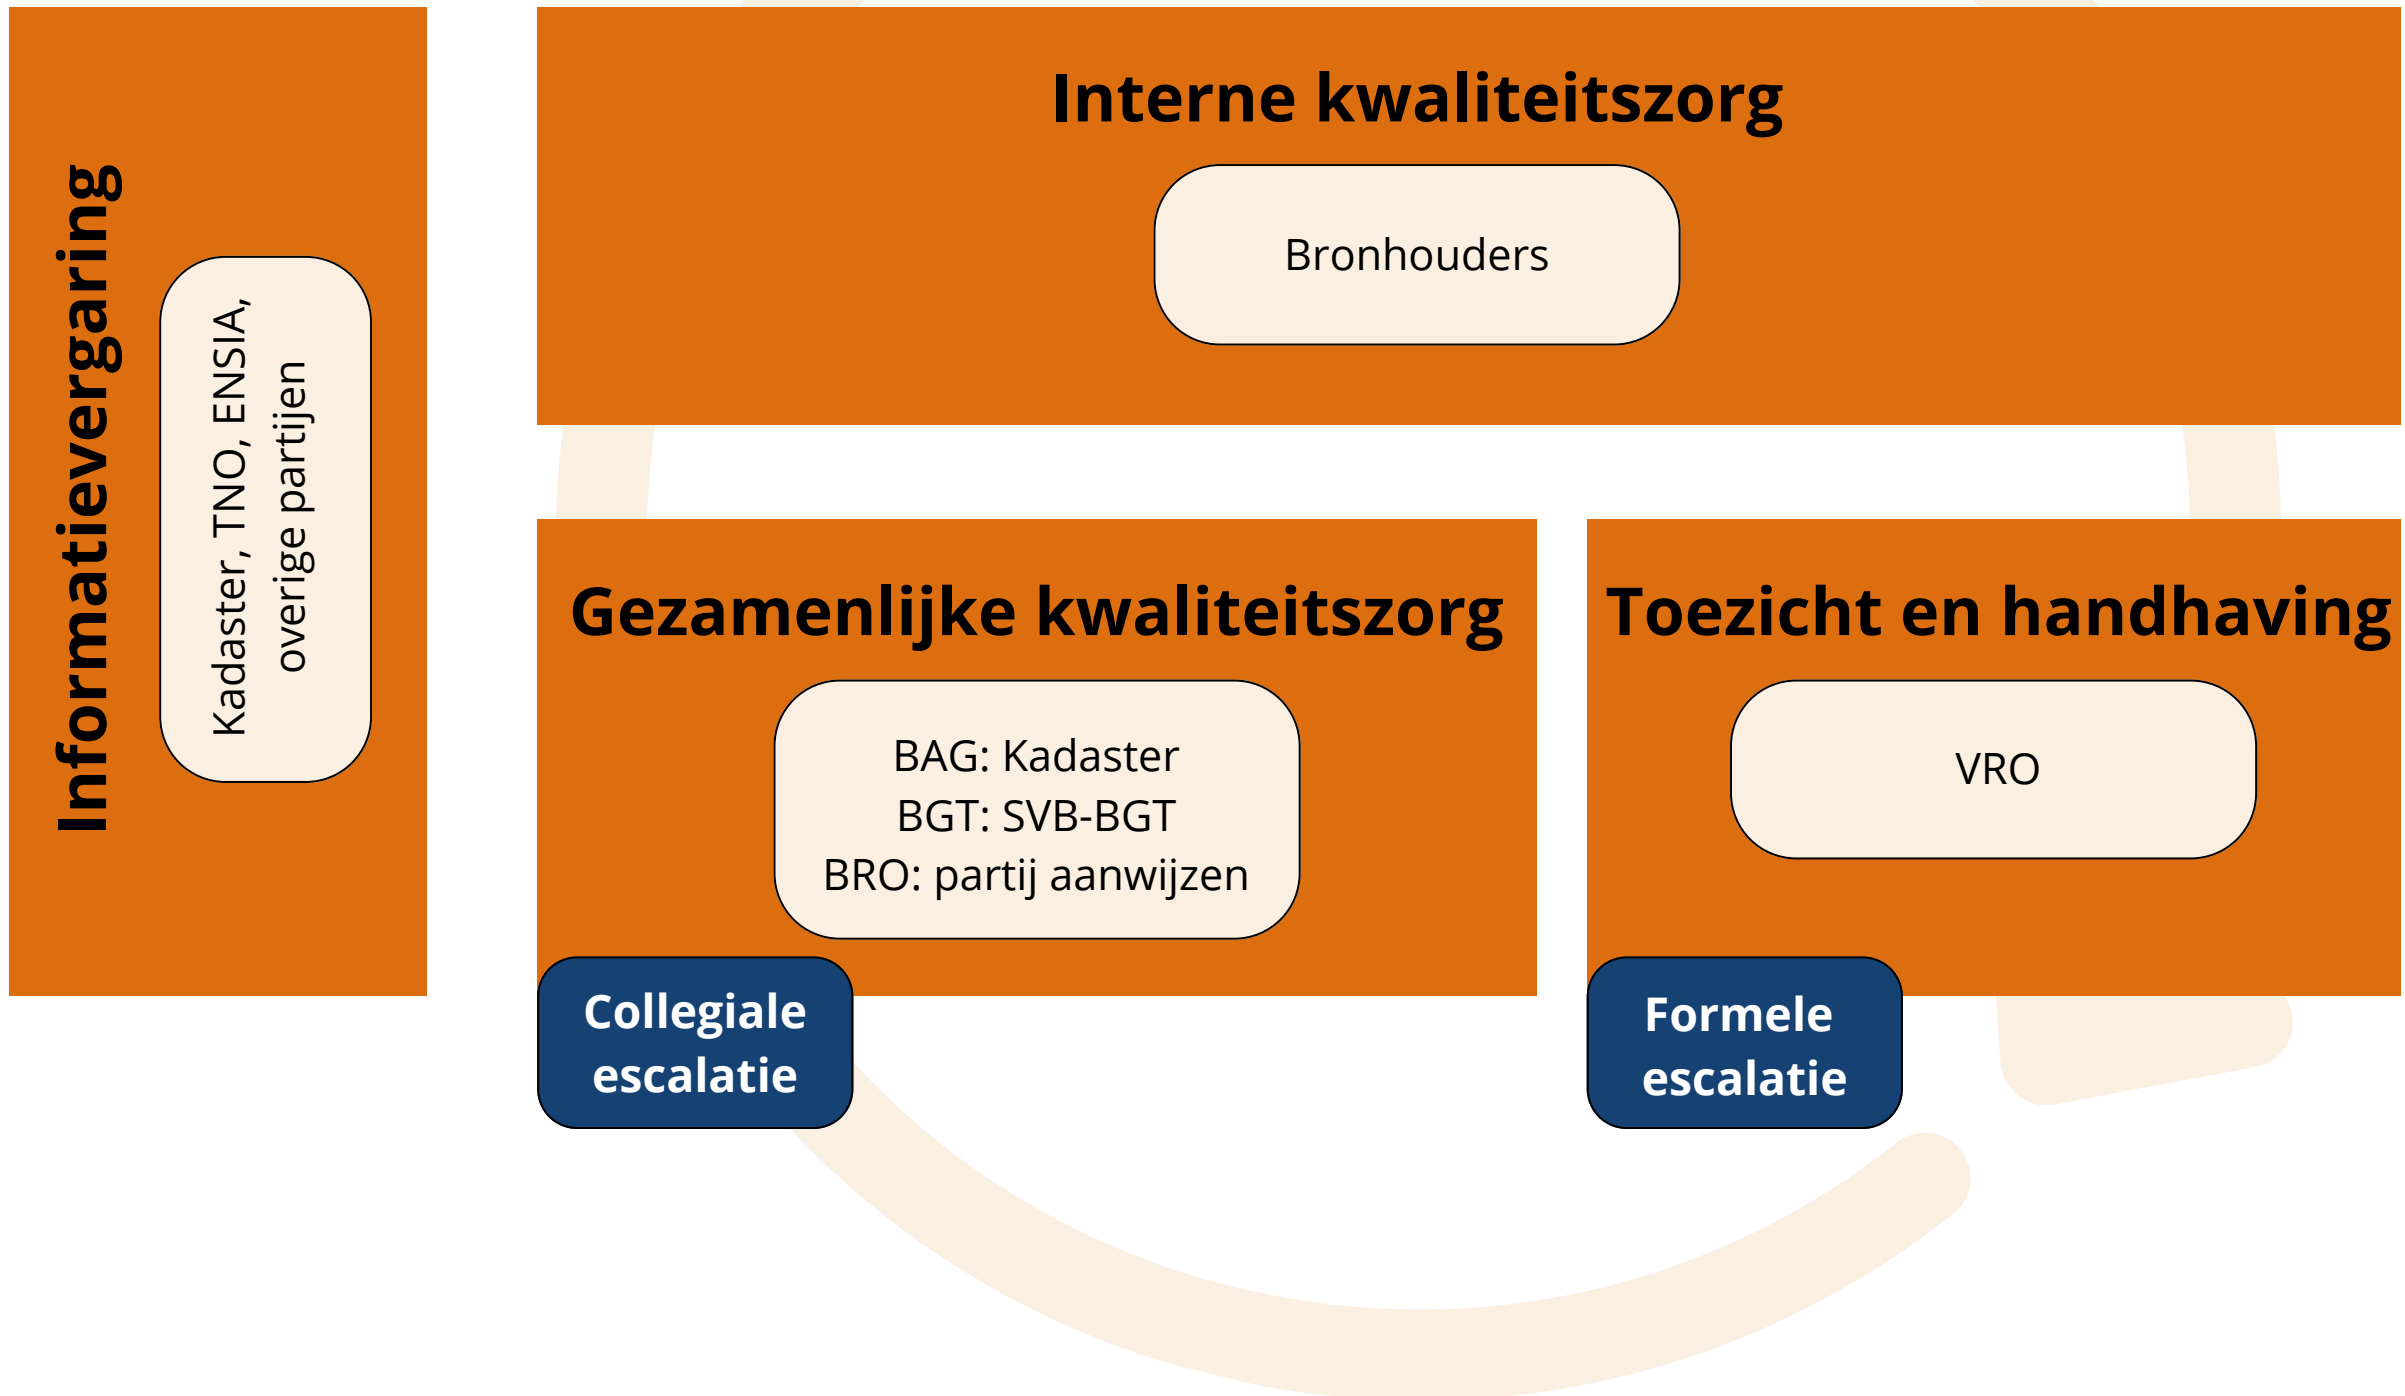 Informatievergaring
Kadaster, TNO, ENSIA,
overige partijen
Interne kwaliteitszorg
Bronhouders
Gezamenlijke kwaliteitszorg
BAG: Kadaster
BGT: SVB-BGT
BRO: partij aanwijzen
Collegiale
escalatie
Toezicht en handhaving
VRO
Formele
escalatie